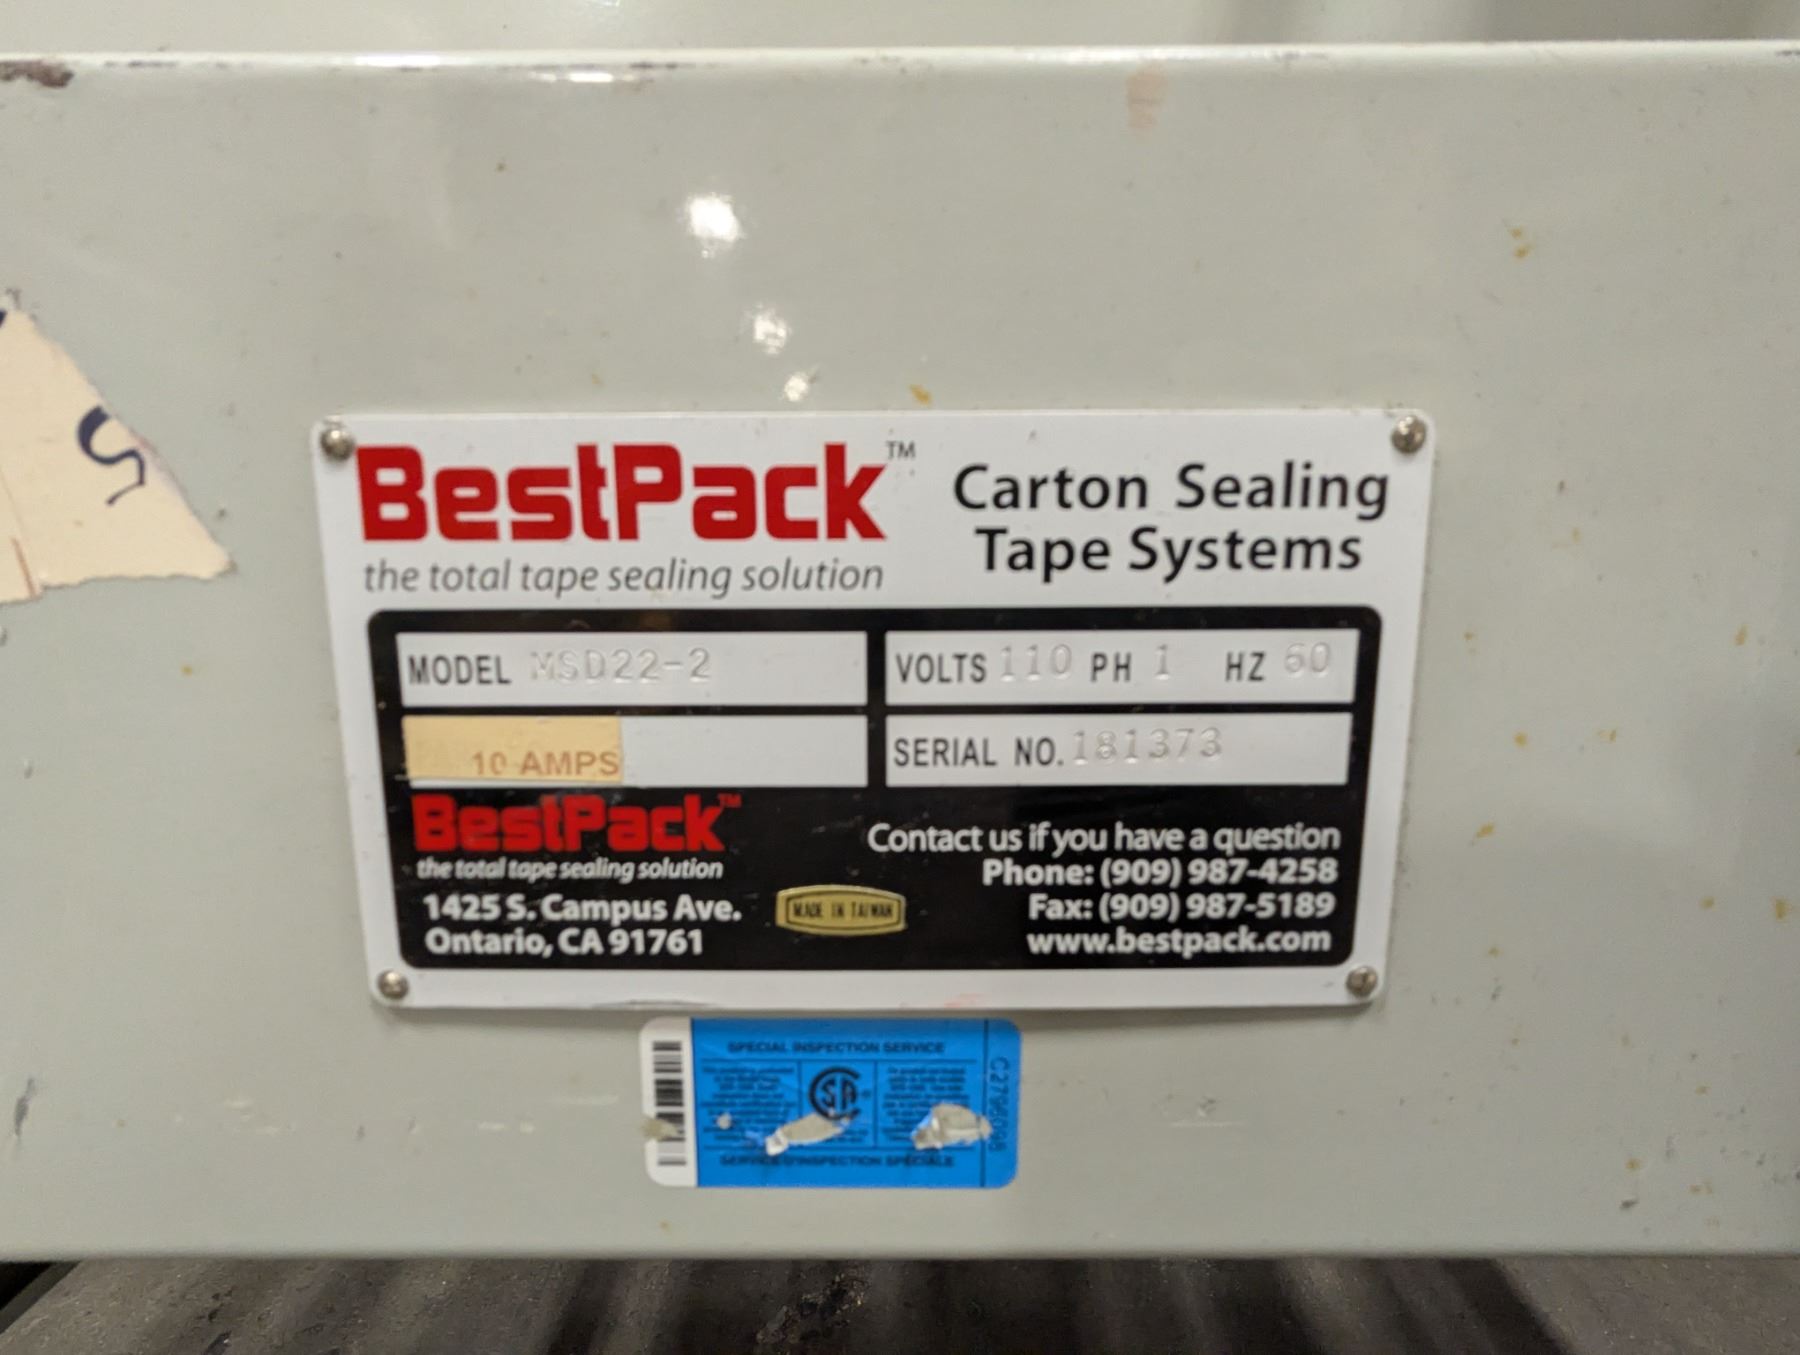 BestPack™
the total tape sealing solution
Carton Sealing
Tape Systems
MODEL MSD22-2
VOLTS 110 PH 1 HZ 60
10 AMPS
SERIAL NO. 181373
BestPack™
the total tape sealing solution
1425 S. Campus Ave.
Ontario, CA 91761
MADE IN TAIWAN
Contact us if you have a question
Phone: (909) 987-4258
Fax: (909) 987-5189
www.bestpack.com
5
SPECIAL INSPECTION SERVICE
SERVICE D'INSPECTION SPECIALE